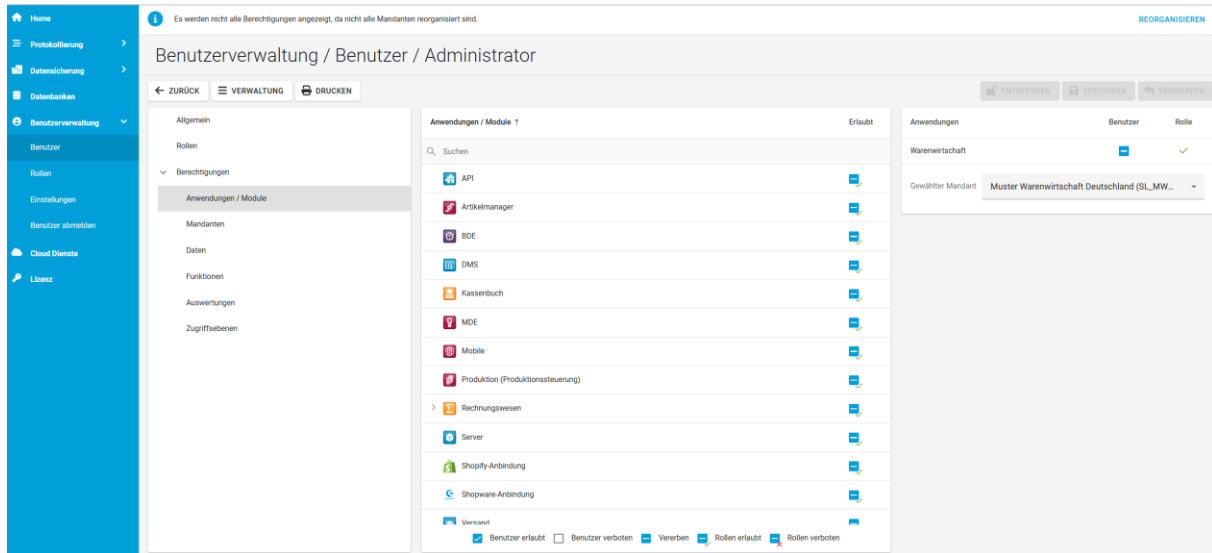 Home
Protokollierung
Datensicherung
Datenbanken
Benutzerverwaltung
Benutzer
Rollen
Einstellungen
Benutzer abmelden
Cloud Dienste
Lizenz
Es werden nicht alle Berechtigungen angezeigt, da nicht alle Mandanten reorganisiert sind.
REORGANISIEREN
Benutzerverwaltung / Benutzer / Administrator
ZURÜCK VERWALTUNG DRUCKEN
ENTSPERREN SPEICHERN VERWERFEN
Allgemein
Rollen
Berechtigungen
Anwendungen / Module
Mandanten
Daten
Funktionen
Auswertungen
Zugriffsebenen
Anwendungen / Module ↑ Erlaubt
Suchen
API
Artikelmanager
BDE
DMS
Kassenbuch
MDE
Mobile
Produktion (Produktionssteuerung)
Rechnungswesen
Server
Shopify-Anbindung
Shopware-Anbindung
Versand
Benutzer erlaubt Benutzer verboten Vererben Rollen erlaubt Rollen verboten
Anwendungen Benutzer Rolle
Warenwirtschaft
Gewählter Mandant Muster Warenwirtschaft Deutschland (SL_MW...